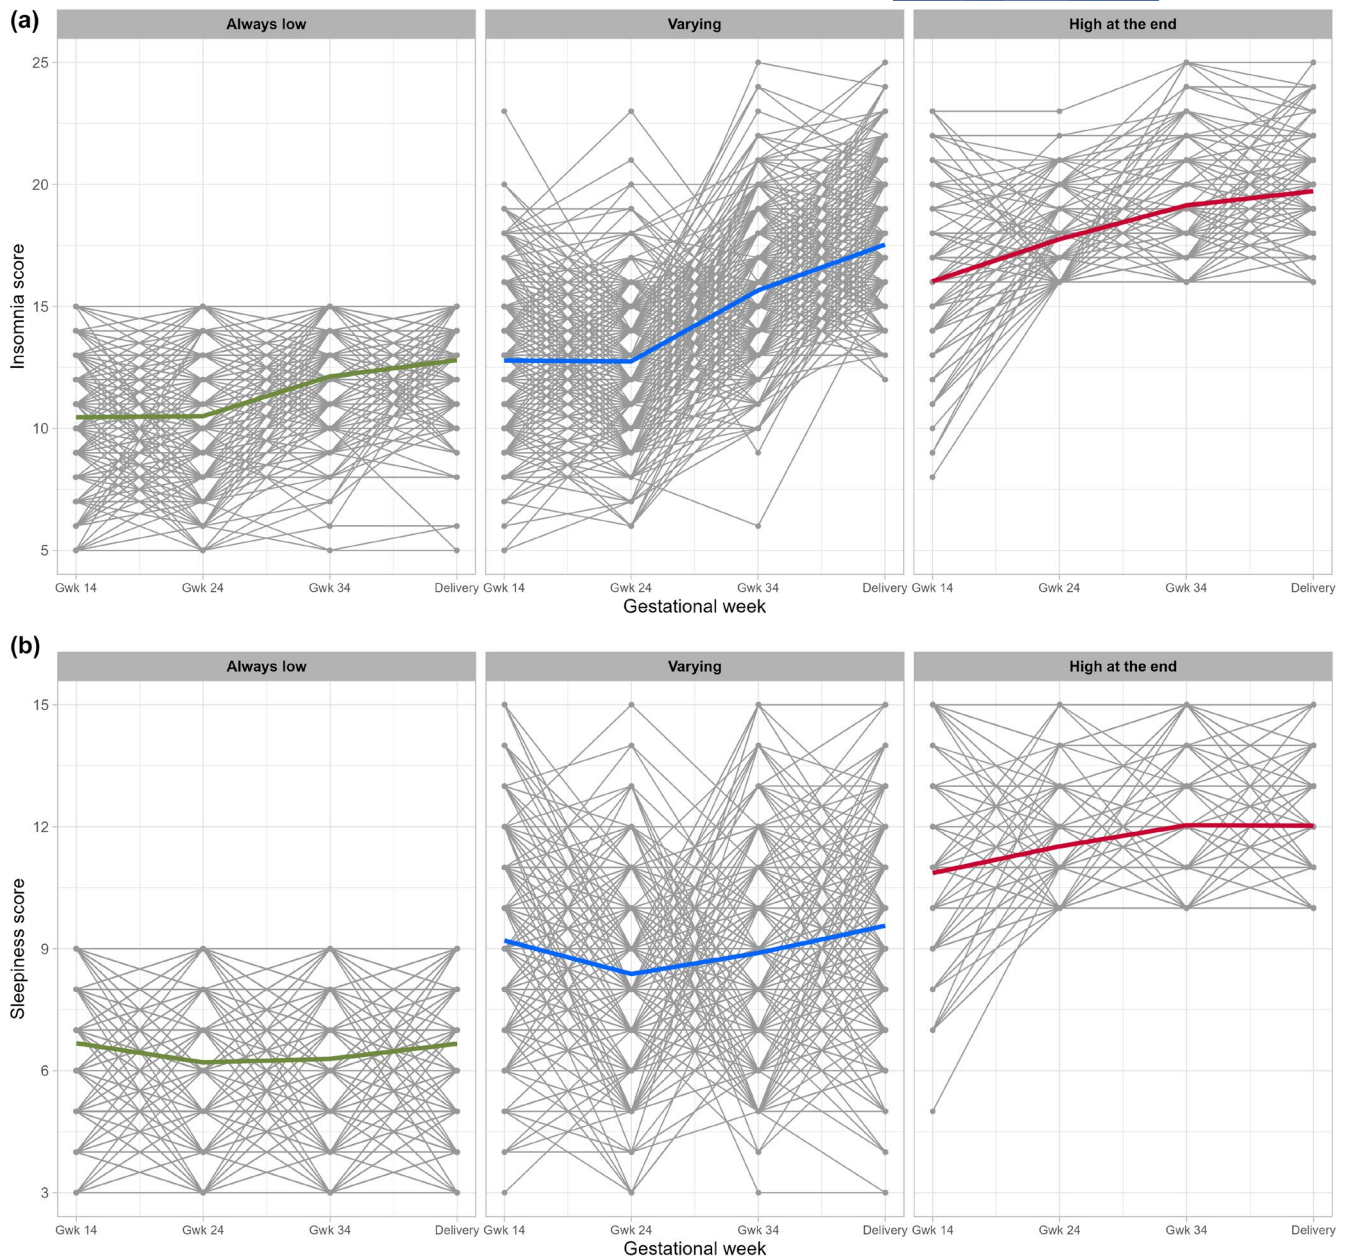 (a)
Always low Varying High at the end
25
20
15
10
5
Insomnia score
Gwk 14 Gwk 24 Gwk 34 Delivery Gwk 14 Gwk 24 Gwk 34 Delivery Gwk 14 Gwk 24 Gwk 34 Delivery
Gestational week
(b)
Always low Varying High at the end
15
12
9
6
3
Sleepiness score
Gwk 14 Gwk 24 Gwk 34 Delivery Gwk 14 Gwk 24 Gwk 34 Delivery Gwk 14 Gwk 24 Gwk 34 Delivery
Gestational week